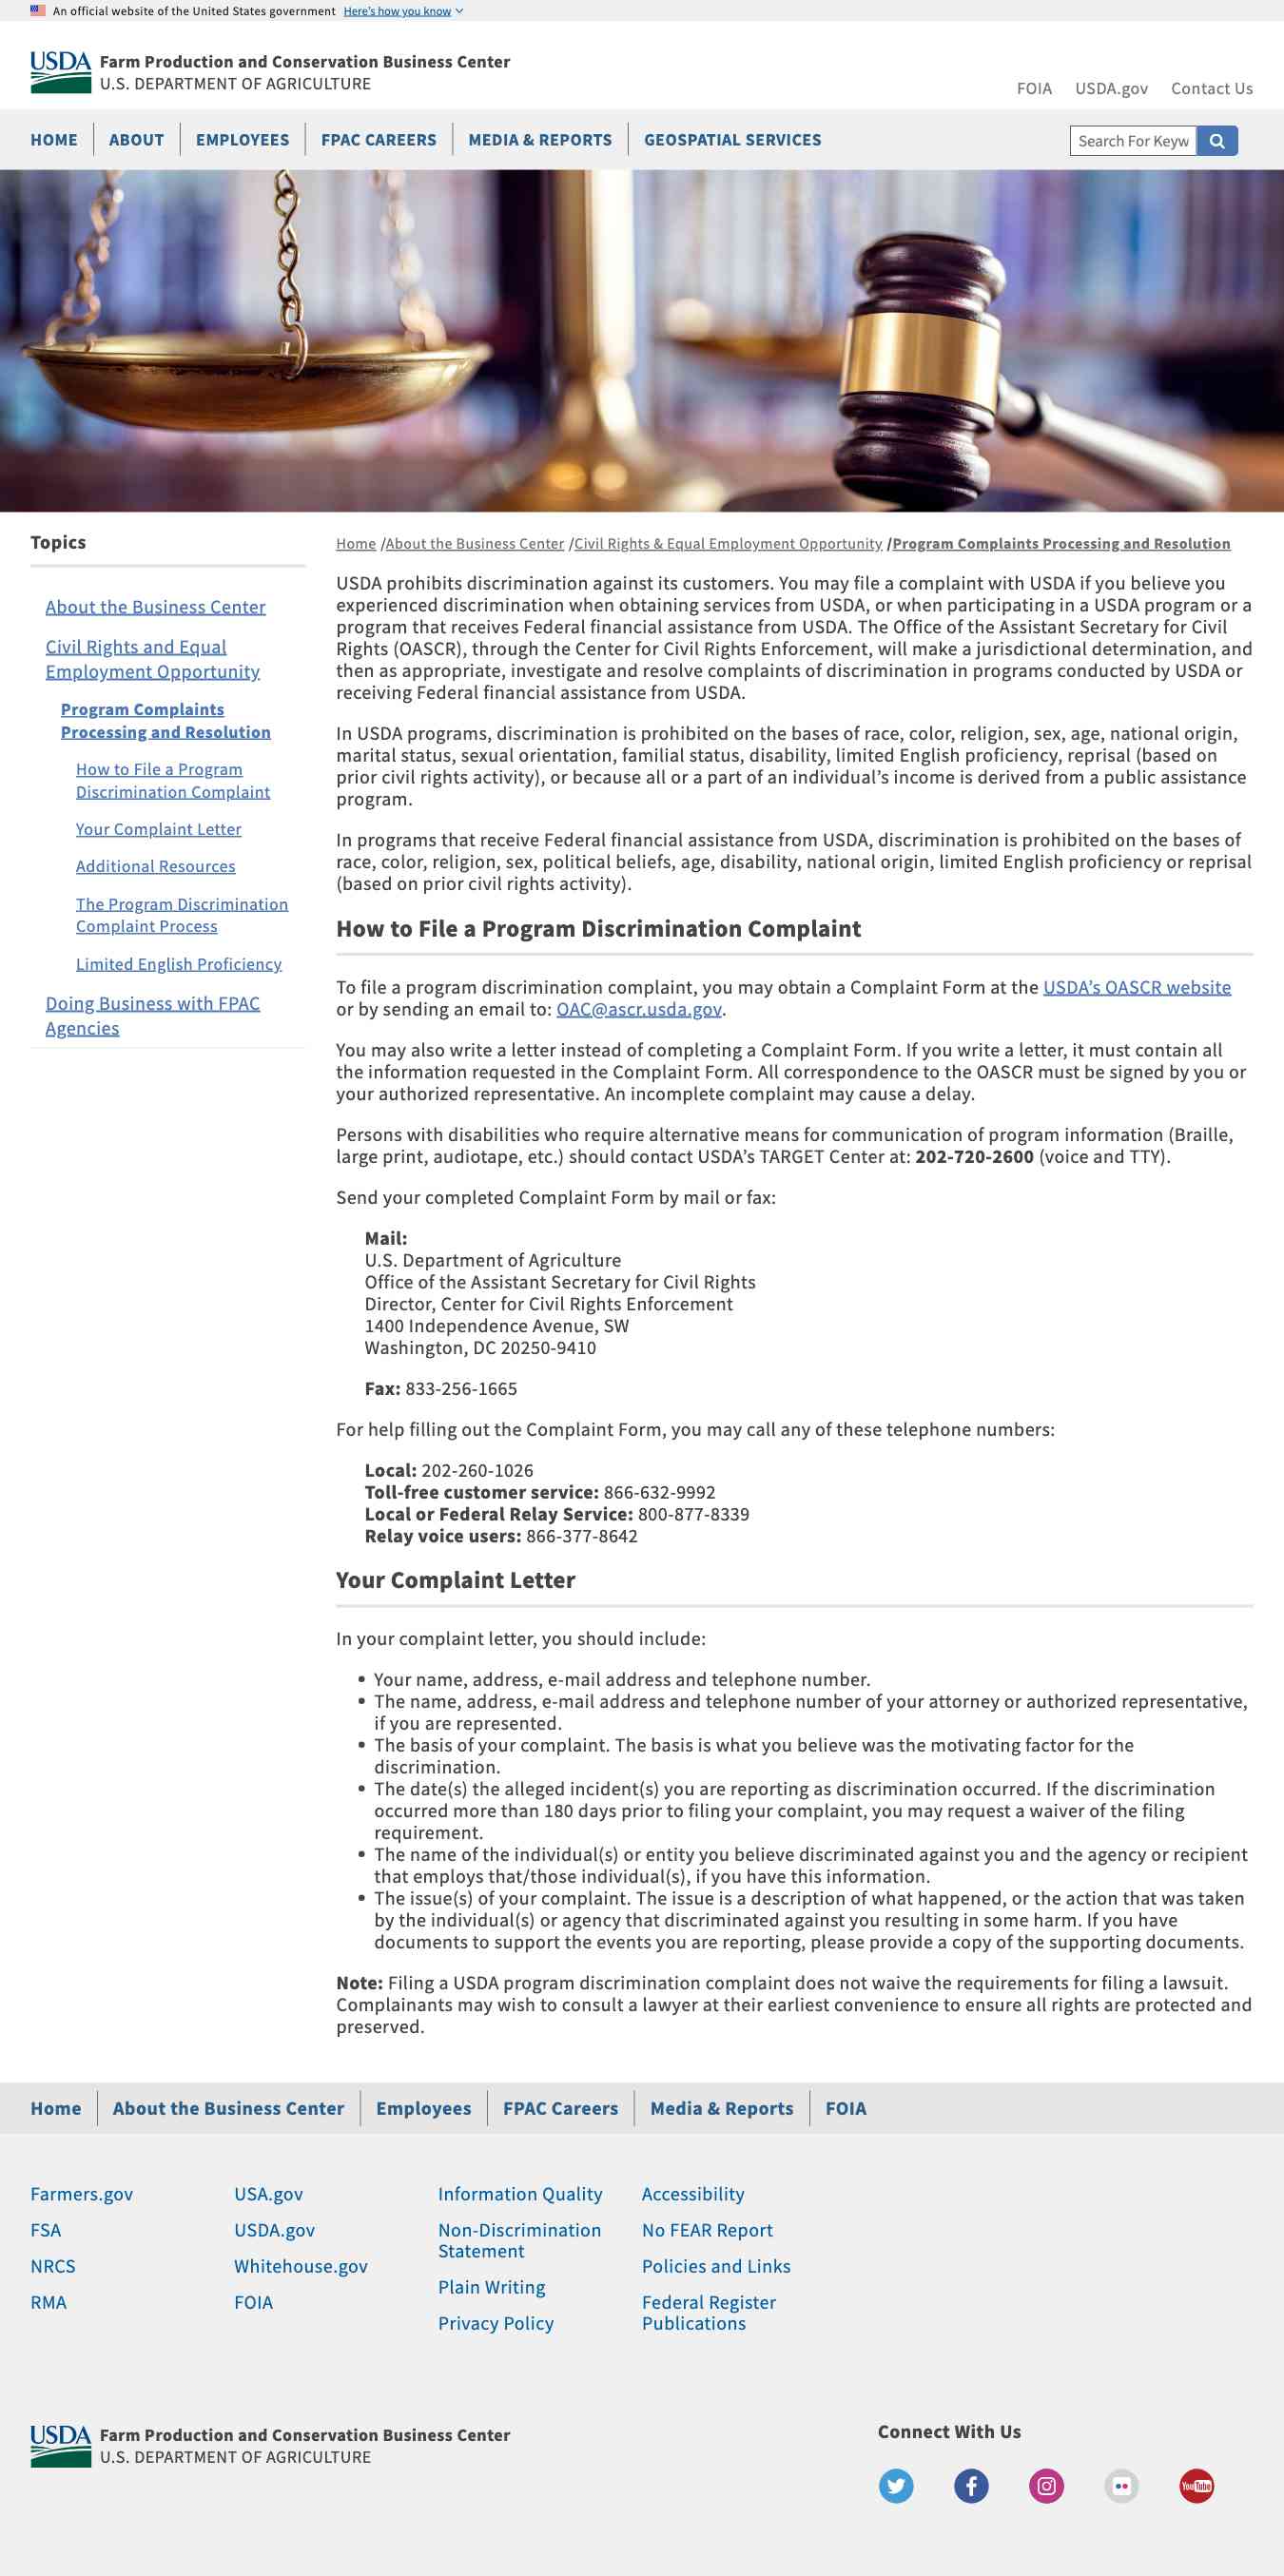 An official website of the United States government Here's how you know
USDA Farm Production and Conservation Business Center
U.S. DEPARTMENT OF AGRICULTURE
FOIA USDA.gov Contact Us
HOME ABOUT EMPLOYEES FPAC CAREERS MEDIA & REPORTS GEOSPATIAL SERVICES
Search For Keyw
Topics
About the Business Center
Civil Rights and Equal
Employment Opportunity
Program Complaints
Processing and Resolution
How to File a Program
Discrimination Complaint
Your Complaint Letter
Additional Resources
The Program Discrimination
Complaint Process
Limited English Proficiency
Doing Business with FPAC
Agencies
Home /About the Business Center /Civil Rights & Equal Employment Opportunity /Program Complaints Processing and Resolution
USDA prohibits discrimination against its customers. You may file a complaint with USDA if you believe you
experienced discrimination when obtaining services from USDA, or when participating in a USDA program or a
program that receives Federal financial assistance from USDA. The Office of the Assistant Secretary for Civil
Rights (OASCR), through the Center for Civil Rights Enforcement, will make a jurisdictional determination, and
then as appropriate, investigate and resolve complaints of discrimination in programs conducted by USDA or
receiving Federal financial assistance from USDA.
In USDA programs, discrimination is prohibited on the bases of race, color, religion, sex, age, national origin,
marital status, sexual orientation, familial status, disability, limited English proficiency, reprisal (based on
prior civil rights activity), or because all or a part of an individual's income is derived from a public assistance
program.
In programs that receive Federal financial assistance from USDA, discrimination is prohibited on the bases of
race, color, religion, sex, political beliefs, age, disability, national origin, limited English proficiency or reprisal
(based on prior civil rights activity).
How to File a Program Discrimination Complaint
To file a program discrimination complaint, you may obtain a Complaint Form at the USDA's OASCR website
or by sending an email to: OAC@ascr.usda.gov.
You may also write a letter instead of completing a Complaint Form. If you write a letter, it must contain all
the information requested in the Complaint Form. All correspondence to the OASCR must be signed by you or
your authorized representative. An incomplete complaint may cause a delay.
Persons with disabilities who require alternative means for communication of program information (Braille,
large print, audiotape, etc.) should contact USDA's TARGET Center at: 202-720-2600 (voice and TTY).
Send your completed Complaint Form by mail or fax:
Mail:
U.S. Department of Agriculture
Office of the Assistant Secretary for Civil Rights
Director, Center for Civil Rights Enforcement
1400 Independence Avenue, SW
Washington, DC 20250-9410
Fax: 833-256-1665
For help filling out the Complaint Form, you may call any of these telephone numbers:
Local: 202-260-1026
Toll-free customer service: 866-632-9992
Local or Federal Relay Service: 800-877-8339
Relay voice users: 866-377-8642
Your Complaint Letter
In your complaint letter, you should include:
• Your name, address, e-mail address and telephone number.
• The name, address, e-mail address and telephone number of your attorney or authorized representative,
if you are represented.
• The basis of your complaint. The basis is what you believe was the motivating factor for the
discrimination.
• The date(s) the alleged incident(s) you are reporting as discrimination occurred. If the discrimination
occurred more than 180 days prior to filing your complaint, you may request a waiver of the filing
requirement.
• The name of the individual(s) or entity you believe discriminated against you and the agency or recipient
that employs that/those individual(s), if you have this information.
• The issue(s) of your complaint. The issue is a description of what happened, or the action that was taken
by the individual(s) or agency that discriminated against you resulting in some harm. If you have
documents to support the events you are reporting, please provide a copy of the supporting documents.
Note: Filing a USDA program discrimination complaint does not waive the requirements for filing a lawsuit.
Complainants may wish to consult a lawyer at their earliest convenience to ensure all rights are protected and
preserved.
Home About the Business Center Employees FPAC Careers Media & Reports FOIA
Farmers.gov
FSA
NRCS
RMA
USA.gov
USDA.gov
Whitehouse.gov
FOIA
Information Quality
Non-Discrimination
Statement
Plain Writing
Privacy Policy
Accessibility
No FEAR Report
Policies and Links
Federal Register
Publications
USDA Farm Production and Conservation Business Center
U.S. DEPARTMENT OF AGRICULTURE
Connect With Us
YouTube